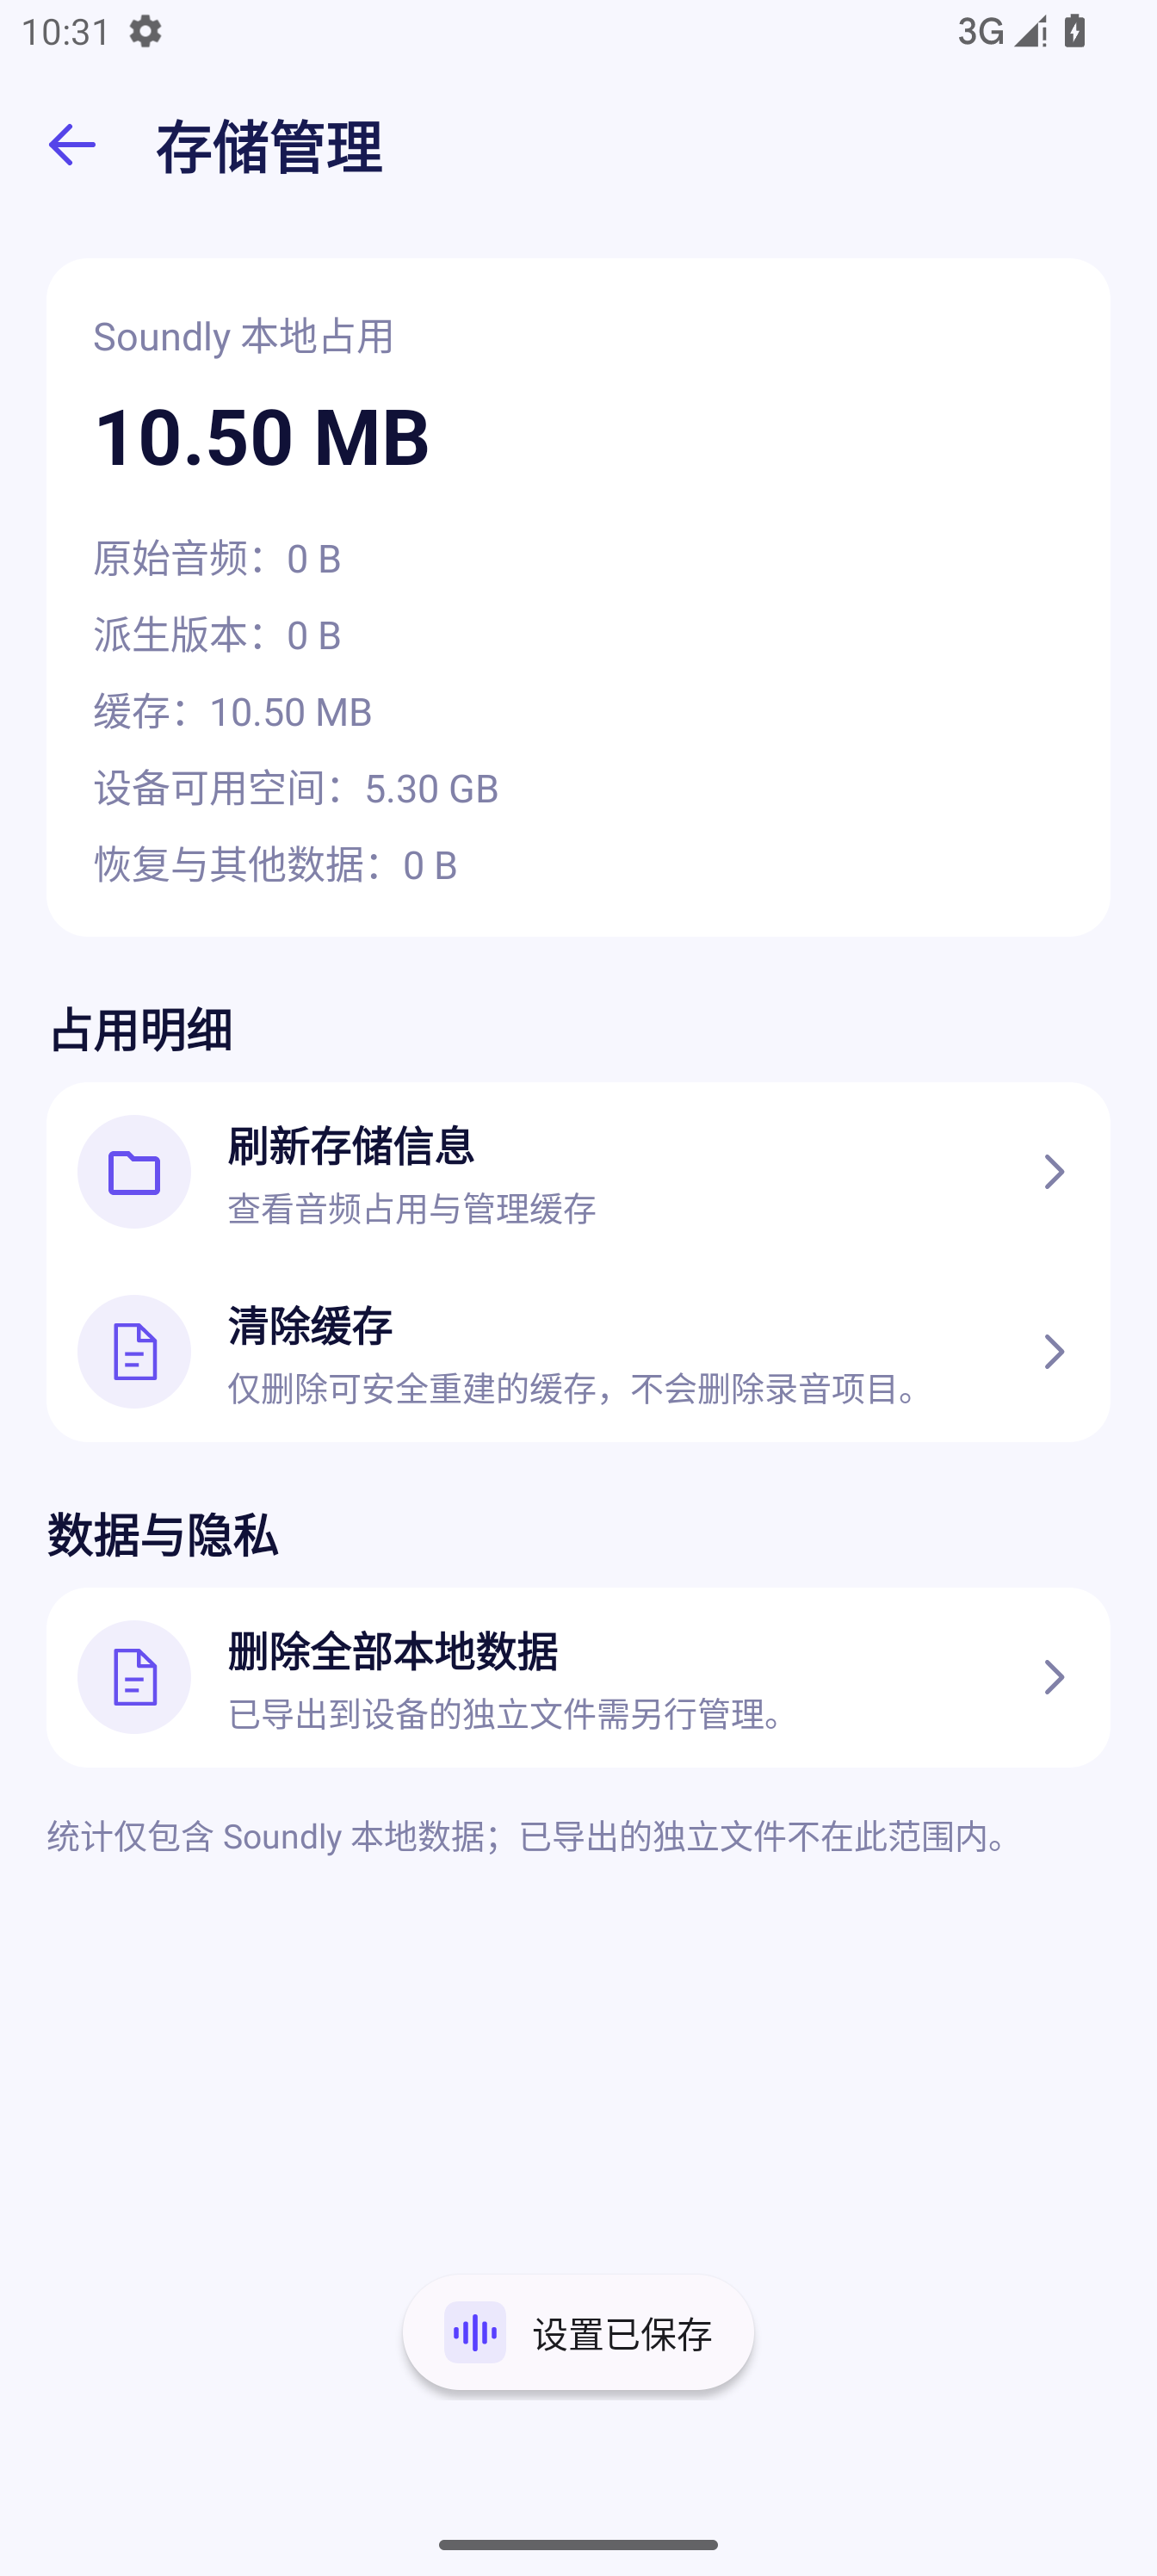 10:31
3G
存储管理
Soundly 本地占用
10.50 MB
原始音频：0 B
派生版本：0 B
缓存：10.50 MB
设备可用空间：5.30 GB
恢复与其他数据：0 B
占用明细
刷新存储信息
查看音频占用与管理缓存
清除缓存
仅删除可安全重建的缓存，不会删除录音项目。
数据与隐私
删除全部本地数据
已导出到设备的独立文件需另行管理。
统计仅包含 Soundly 本地数据；已导出的独立文件不在此范围内。
设置已保存